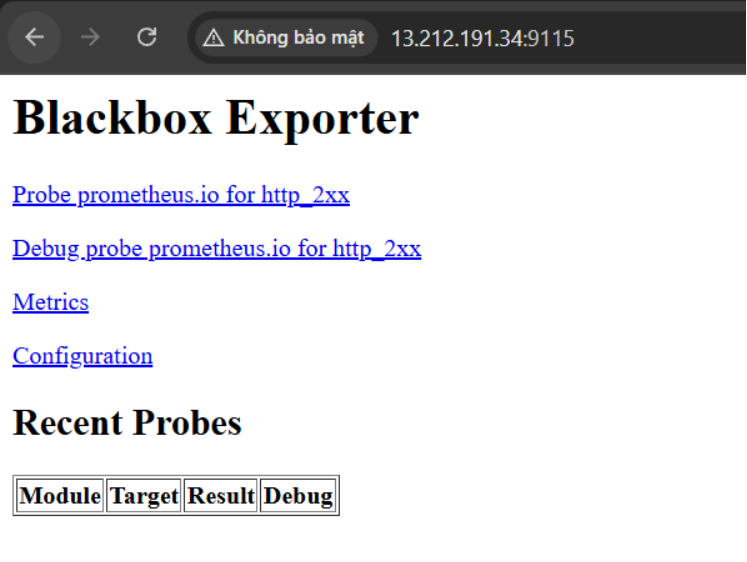 Không bảo mật 13.212.191.34:9115
Blackbox Exporter
Probe prometheus.io for http_2xx
Debug probe prometheus.io for http_2xx
Metrics
Configuration
Recent Probes
Module Target Result Debug